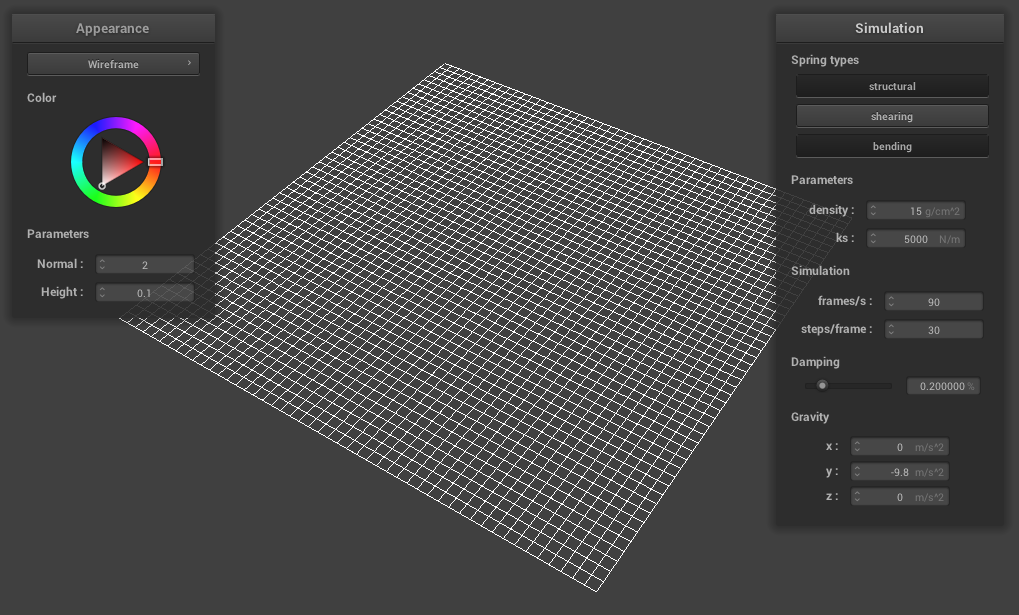 Appearance
Wireframe ›
Color
Parameters
Normal : 2
Height : 0.1
Simulation
Spring types
structural
shearing
bending
Parameters
density : 15 g/cm^2
ks : 5000 N/m
Simulation
frames/s : 90
steps/frame : 30
Damping
0.200000 %
Gravity
x : 0 m/s^2
y : -9.8 m/s^2
z : 0 m/s^2